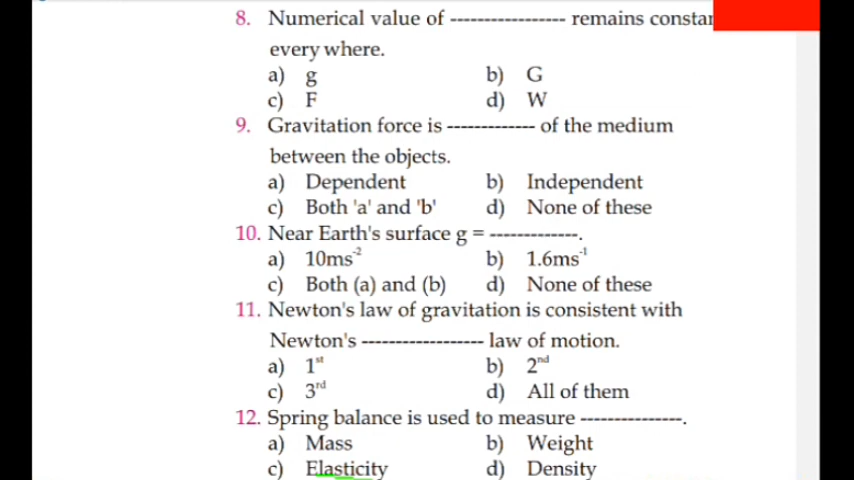 8. Numerical value of ----------------- remains
every where.
a) g b) G
c) F d) W
9. Gravitation force is ------------- of the medium
between the objects.
a) Dependent b) Independent
c) Both 'a' and 'b' d) None of these
10. Near Earth's surface g = -------------.
a) 10ms⁻² b) 1.6ms⁻¹
c) Both (a) and (b) d) None of these
11. Newton's law of gravitation is consistent with
Newton's ------------------ law of motion.
a) 1st b) 2nd
c) 3rd d) All of them
12. Spring balance is used to measure ---------------.
a) Mass b) Weight
c) Elasticity d) Density